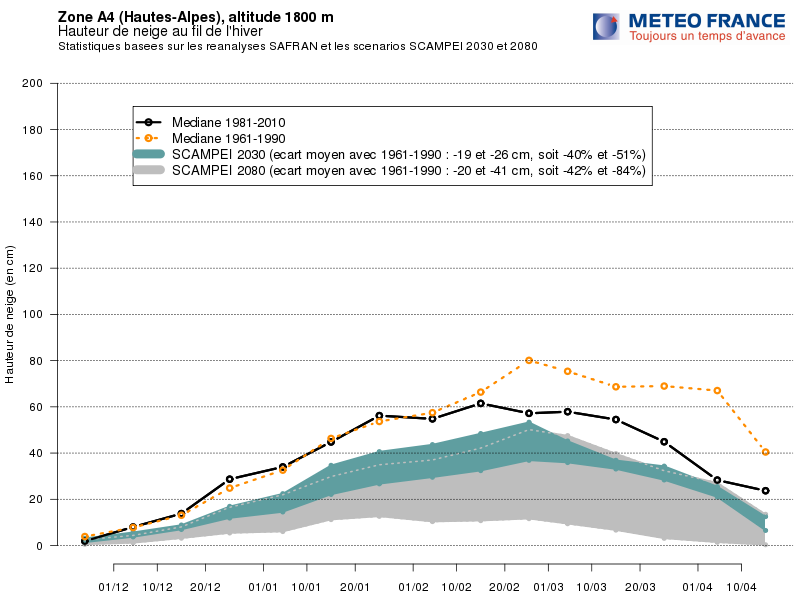 Zone A4 (Hautes-Alpes), altitude 1800 m
Hauteur de neige au fil de l'hiver
Statistiques basees sur les reanalyses SAFRAN et les scenarios SCAMPEI 2030 et 2080
METEO FRANCE
Toujours un temps d'avance
Hauteur de neige (en cm)
200
180
160
140
120
100
80
60
40
20
0
Mediane 1981-2010
Mediane 1961-1990
SCAMPEI 2030 (ecart moyen avec 1961-1990 : -19 et -26 cm, soit -40% et -51%)
SCAMPEI 2080 (ecart moyen avec 1961-1990 : -20 et -41 cm, soit -42% et -84%)
01/12 10/12 20/12 01/01 10/01 20/01 01/02 10/02 20/02 01/03 10/03 20/03 01/04 10/04